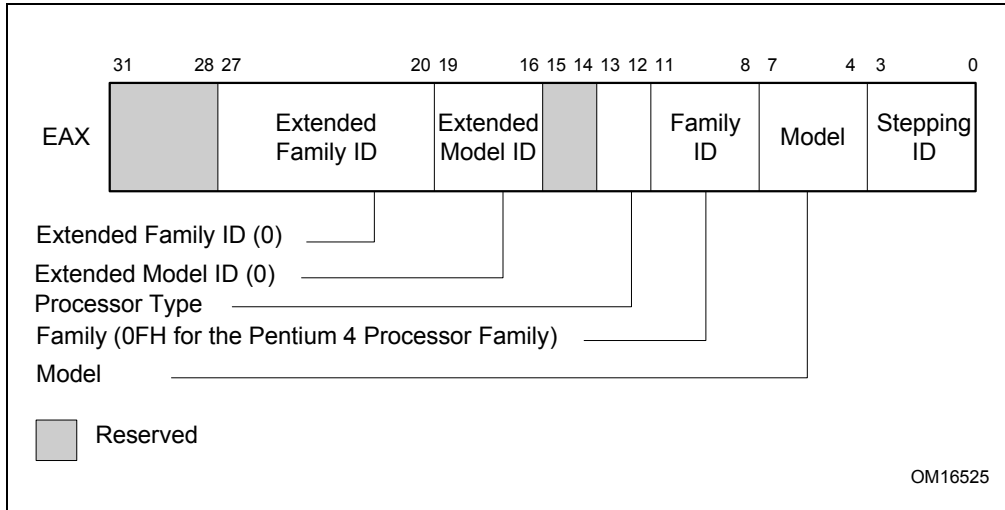 31 28 27 20 19 16 15 14 13 12 11 8 7 4 3 0
EAX
Extended Family ID
Extended Model ID
Family ID
Model
Stepping ID
Extended Family ID (0)
Extended Model ID (0)
Processor Type
Family (0FH for the Pentium 4 Processor Family)
Model
Reserved
OM16525